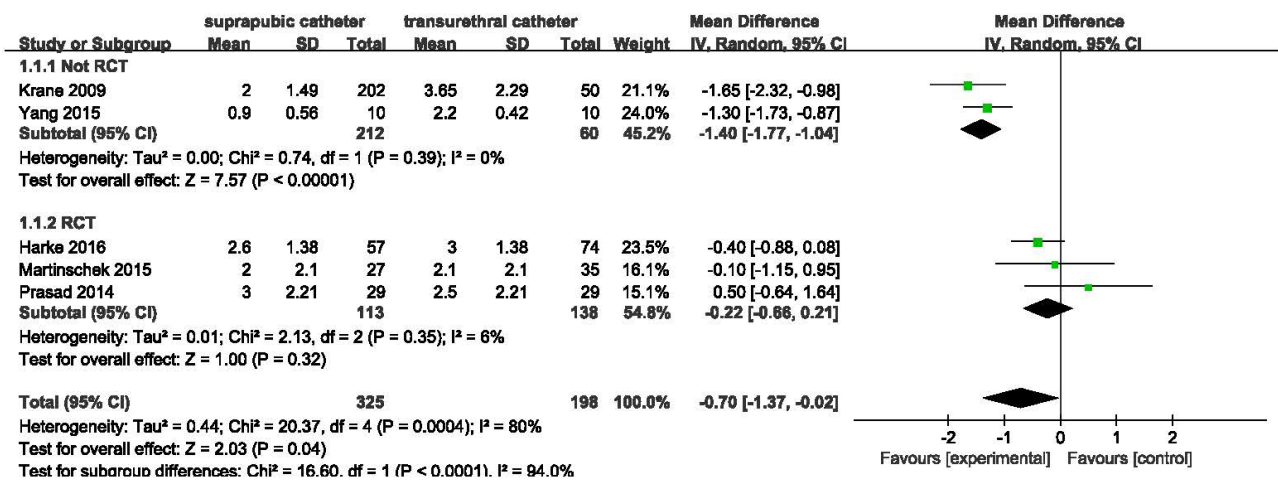 suprapubic catheter transurethral catheter Mean Difference Mean Difference
Study or Subgroup Mean SD Total Mean SD Total Weight IV, Random, 95% CI IV, Random, 95% CI
1.1.1 Not RCT
Krane 2009 2 1.49 202 3.65 2.29 50 21.1% -1.65 [-2.32, -0.98]
Yang 2015 0.9 0.56 10 2.2 0.42 10 24.0% -1.30 [-1.73, -0.87]
Subtotal (95% CI) 212 60 45.2% -1.40 [-1.77, -1.04]
Heterogeneity: Tau² = 0.00; Chi² = 0.74, df = 1 (P = 0.39); I² = 0%
Test for overall effect: Z = 7.57 (P < 0.00001)
1.1.2 RCT
Harke 2016 2.6 1.38 57 3 1.38 74 23.5% -0.40 [-0.88, 0.08]
Martinschek 2015 2 2.1 27 2.1 2.1 35 16.1% -0.10 [-1.15, 0.95]
Prasad 2014 3 2.21 29 2.5 2.21 29 15.1% 0.50 [-0.64, 1.64]
Subtotal (95% CI) 113 138 54.8% -0.22 [-0.66, 0.21]
Heterogeneity: Tau² = 0.01; Chi² = 2.13, df = 2 (P = 0.35); I² = 6%
Test for overall effect: Z = 1.00 (P = 0.32)
Total (95% CI) 325 198 100.0% -0.70 [-1.37, -0.02]
Heterogeneity: Tau² = 0.44; Chi² = 20.37, df = 4 (P = 0.0004); I² = 80%
Test for overall effect: Z = 2.03 (P = 0.04)
Test for subgroup differences: Chi² = 16.60, df = 1 (P < 0.0001), I² = 94.0%
-2 -1 0 1 2
Favours [experimental] Favours [control]